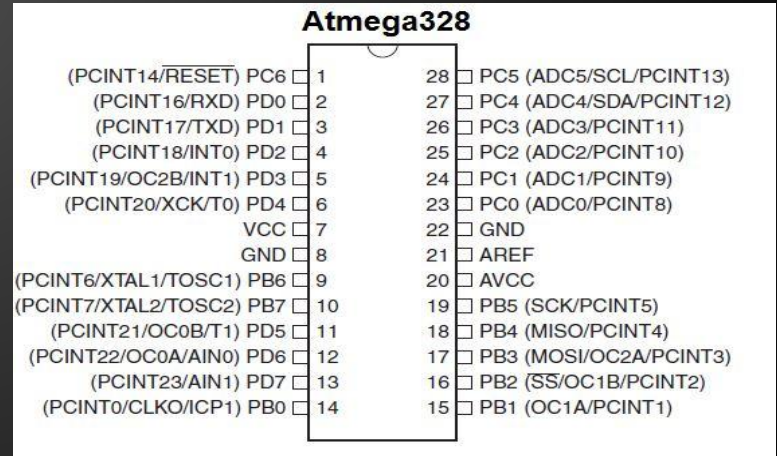 Atmega328
(PCINT14/RESET) PC6 1 28 PC5 (ADC5/SCL/PCINT13)
(PCINT16/RXD) PD0 2 27 PC4 (ADC4/SDA/PCINT12)
(PCINT17/TXD) PD1 3 26 PC3 (ADC3/PCINT11)
(PCINT18/INT0) PD2 4 25 PC2 (ADC2/PCINT10)
(PCINT19/OC2B/INT1) PD3 5 24 PC1 (ADC1/PCINT9)
(PCINT20/XCK/T0) PD4 6 23 PC0 (ADC0/PCINT8)
VCC 7 22 GND
GND 8 21 AREF
(PCINT6/XTAL1/TOSC1) PB6 9 20 AVCC
(PCINT7/XTAL2/TOSC2) PB7 10 19 PB5 (SCK/PCINT5)
(PCINT21/OC0B/T1) PD5 11 18 PB4 (MISO/PCINT4)
(PCINT22/OC0A/AIN0) PD6 12 17 PB3 (MOSI/OC2A/PCINT3)
(PCINT23/AIN1) PD7 13 16 PB2 (SS/OC1B/PCINT2)
(PCINT0/CLKO/ICP1) PB0 14 15 PB1 (OC1A/PCINT1)